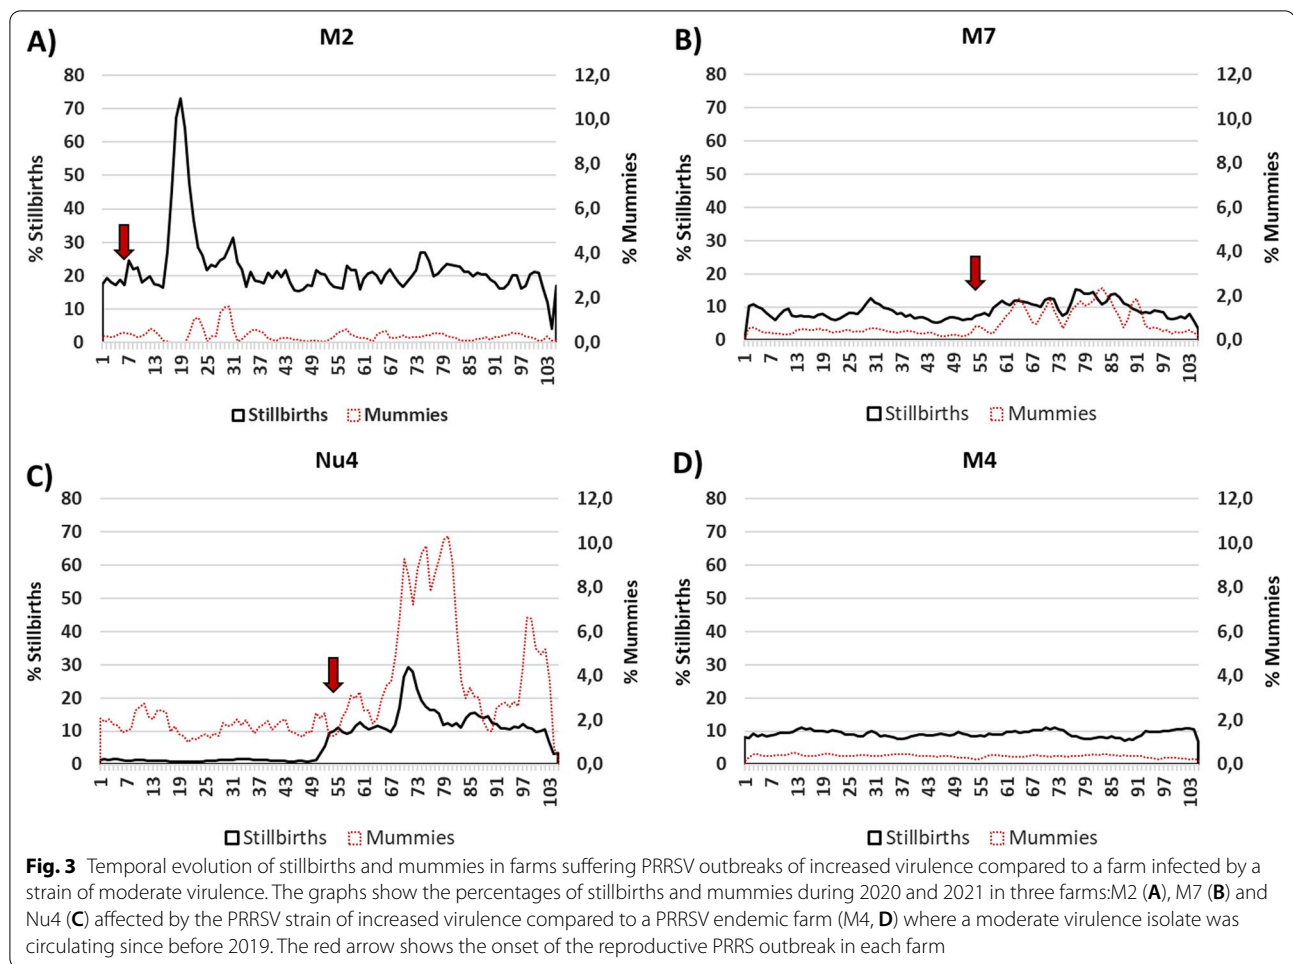 A)
M2
80
70
60
50
40
30
20
10
0
% Stillbirths
12,0
10,0
8,0
6,0
4,0
2,0
0,0
% Mummies
1 7 13 19 25 31 37 43 49 55 61 67 73 79 85 91 97 103
Stillbirths Mummies
B)
M7
80
70
60
50
40
30
20
10
0
% Stillbirths
12,0
10,0
8,0
6,0
4,0
2,0
0,0
% Mummies
1 7 13 19 25 31 37 43 49 55 61 67 73 79 85 91 97 103
Stillbirths Mummies
C)
Nu4
80
70
60
50
40
30
20
10
0
% Stillbirths
12,0
10,0
8,0
6,0
4,0
2,0
0,0
% Mummies
1 7 13 19 25 31 37 43 49 55 61 67 73 79 85 91 97 103
Stillbirths Mummies
D)
M4
80
70
60
50
40
30
20
10
0
% Stillbirths
12,0
10,0
8,0
6,0
4,0
2,0
0,0
% Mummies
1 7 13 19 25 31 37 43 49 55 61 67 73 79 85 91 97 103
Stillbirths Mummies
Fig. 3 Temporal evolution of stillbirths and mummies in farms suffering PRRSV outbreaks of increased virulence compared to a farm infected by a
strain of moderate virulence. The graphs show the percentages of stillbirths and mummies during 2020 and 2021 in three farms:M2 (A), M7 (B) and
Nu4 (C) affected by the PRRSV strain of increased virulence compared to a PRRSV endemic farm (M4, D) where a moderate virulence isolate was
circulating since before 2019. The red arrow shows the onset of the reproductive PRRS outbreak in each farm